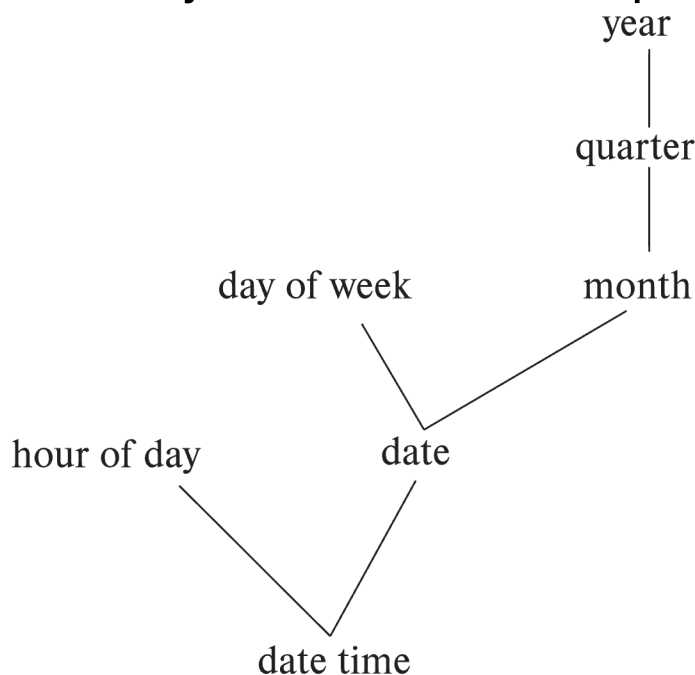 year
quarter
day of week month
hour of day date
date time